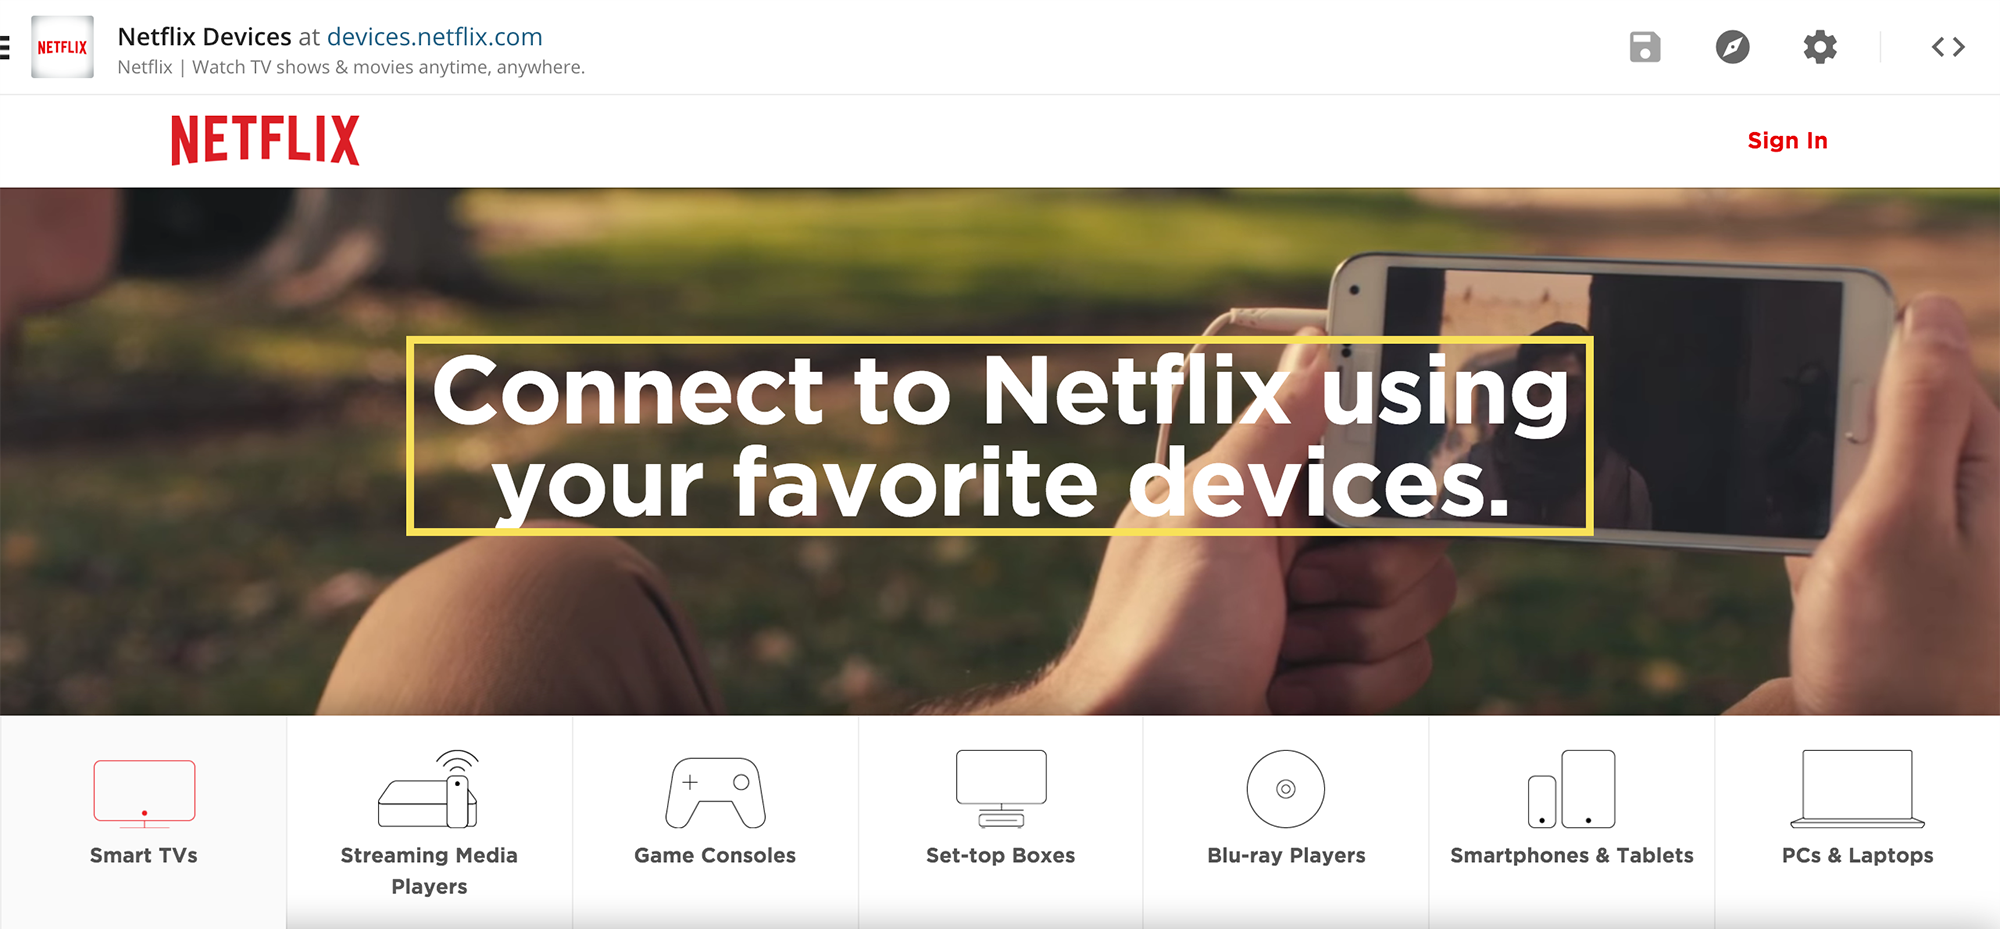 NETFLIX
Netflix Devices at devices.netflix.com
Netflix | Watch TV shows & movies anytime, anywhere.
NETFLIX
Sign In
Connect to Netflix using
your favorite devices.
Smart TVs
Streaming Media
Players
Game Consoles
Set-top Boxes
Blu-ray Players
Smartphones & Tablets
PCs & Laptops